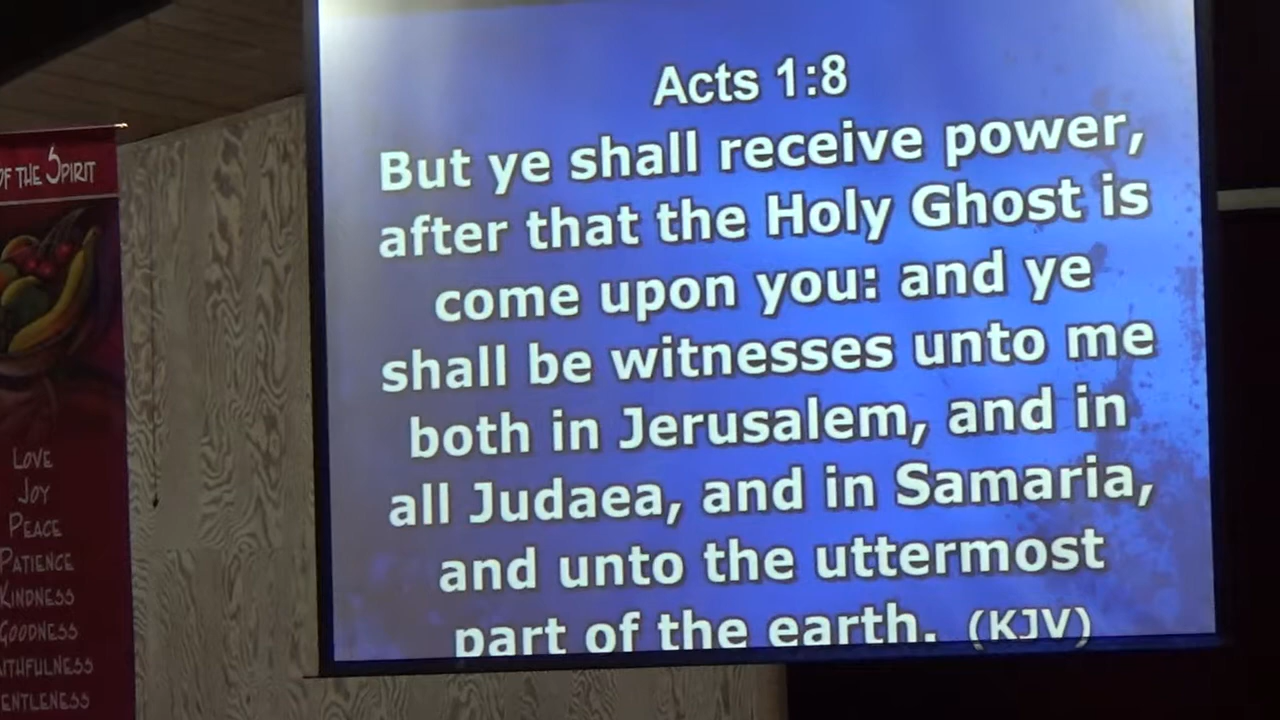 OF THE SPIRIT
LOVE
JOY
PEACE
PATIENCE
KINDNESS
GOODNESS
AITHFULNESS
ENTLENESS
Acts 1:8
But ye shall receive power,
after that the Holy Ghost is
come upon you: and ye
shall be witnesses unto me
both in Jerusalem, and in
all Judaea, and in Samaria,
and unto the uttermost
part of the earth. (KJV)